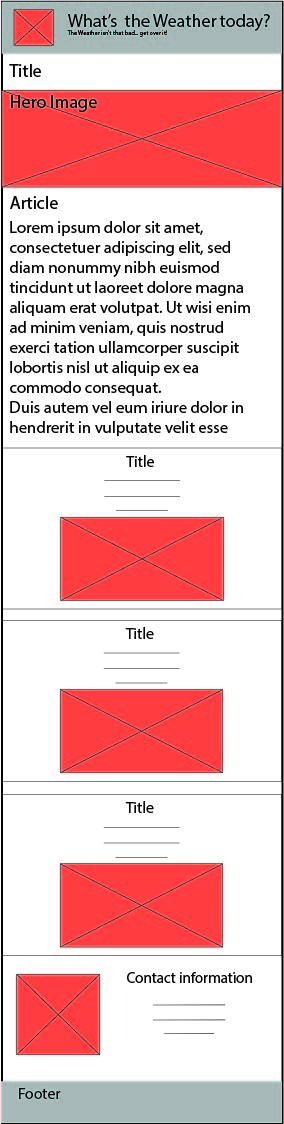 What's the Weather today?
The Weather isn't that bad... get over it!
Title
Hero Image
Article
Lorem ipsum dolor sit amet,
consectetuer adipiscing elit, sed
diam nonummy nibh euismod
tincidunt ut laoreet dolore magna
aliquam erat volutpat. Ut wisi enim
ad minim veniam, quis nostrud
exerci tation ullamcorper suscipit
lobortis nisl ut aliquip ex ea
commodo consequat.
Duis autem vel eum iriure dolor in
hendrerit in vulputate velit esse
Title
Title
Title
Contact information
Footer